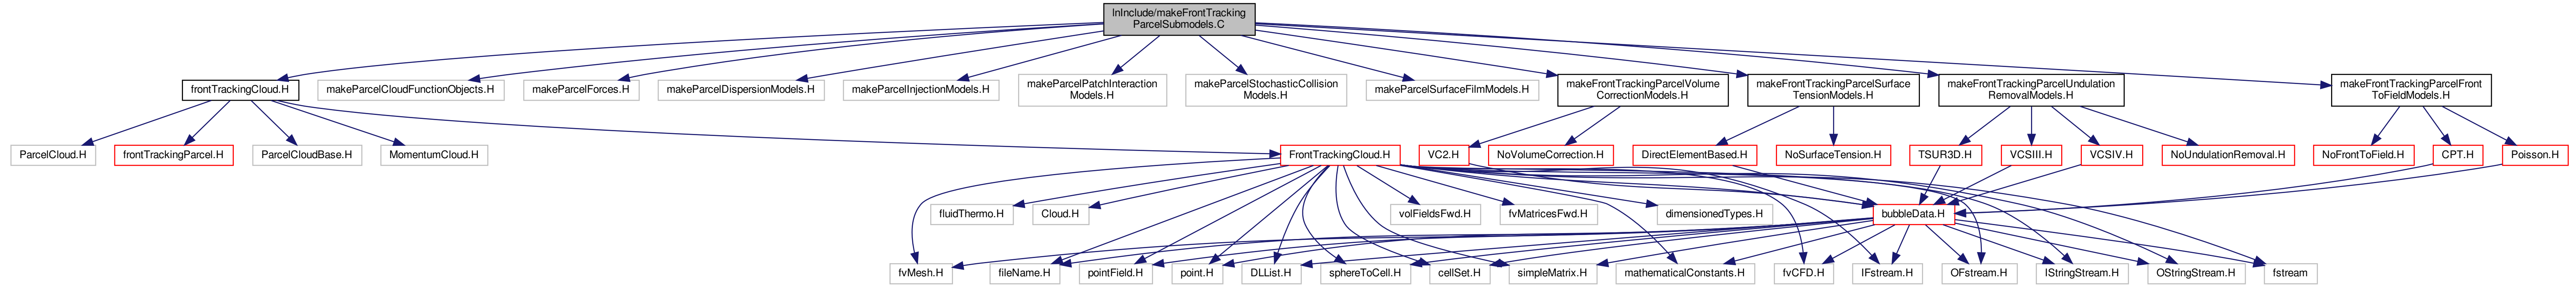 lnInclude/makeFrontTracking
ParcelSubmodels.C
frontTrackingCloud.H
makeParcelCloudFunctionObjects.H
makeParcelForces.H
makeParcelDispersionModels.H
makeParcelInjectionModels.H
makeParcelPatchInteraction
Models.H
makeParcelStochasticCollision
Models.H
makeParcelSurfaceFilmModels.H
makeFrontTrackingParcelVolume
CorrectionModels.H
makeFrontTrackingParcelSurface
TensionModels.H
makeFrontTrackingParcelUndulation
RemovalModels.H
makeFrontTrackingParcelFront
ToFieldModels.H
ParcelCloud.H
frontTrackingParcel.H
ParcelCloudBase.H
MomentumCloud.H
FrontTrackingCloud.H
VC2.H
NoVolumeCorrection.H
DirectElementBased.H
NoSurfaceTension.H
TSUR3D.H
VCSIII.H
VCSIV.H
NoUndulationRemoval.H
NoFrontToField.H
CPT.H
Poisson.H
fluidThermo.H
Cloud.H
volFieldsFwd.H
fvMatricesFwd.H
dimensionedTypes.H
bubbleData.H
fvMesh.H
fileName.H
pointField.H
point.H
DLList.H
sphereToCell.H
cellSet.H
simpleMatrix.H
mathematicalConstants.H
fvCFD.H
IFstream.H
OFstream.H
IStringStream.H
OStringStream.H
fstream